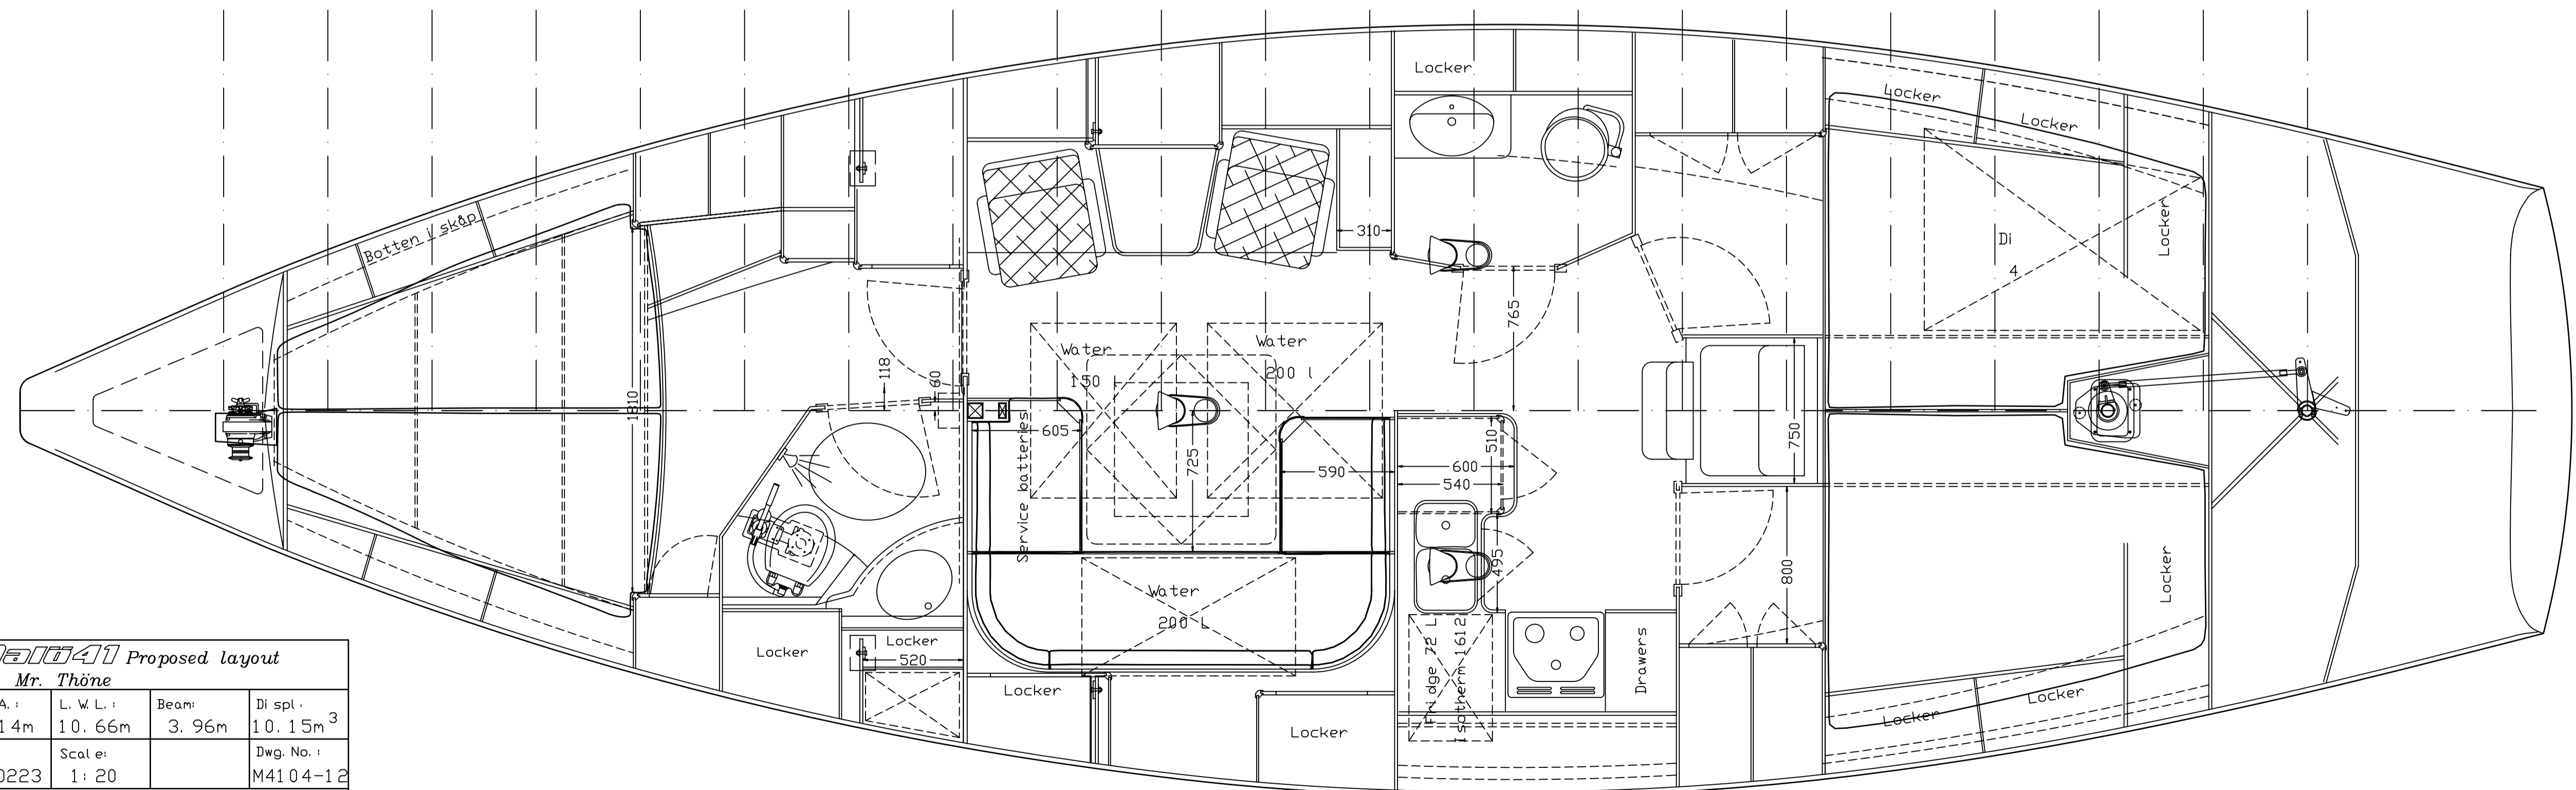 Locker
Locker
Locker
Botten i skåp
Locker
310
Di
4
765
Water
150
Water
200 l
118
60
1810
605
Service batteries
725
590
510
600
540
750
495
800
Locker
Water
200 L
Locker
Locker
520
Locker
Locker
Fridge 72 L
Isotherm 1612
Drawers
Locker
Locker
Malö 41 Proposed layout
Mr. Thöne
A.:
14m
L.W.L.:
10.66m
Beam:
3.96m
Displ.:
10.15m³
0223
Scale:
1:20
Dwg. No.:
M4104-12